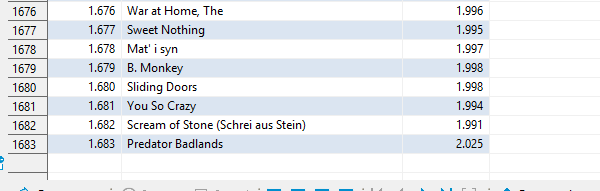 1676 1.676 War at Home, The 1.996
1677 1.677 Sweet Nothing 1.995
1678 1.678 Mat' i syn 1.997
1679 1.679 B. Monkey 1.998
1680 1.680 Sliding Doors 1.998
1681 1.681 You So Crazy 1.994
1682 1.682 Scream of Stone (Schrei aus Stein) 1.991
1683 1.683 Predator Badlands 2.025